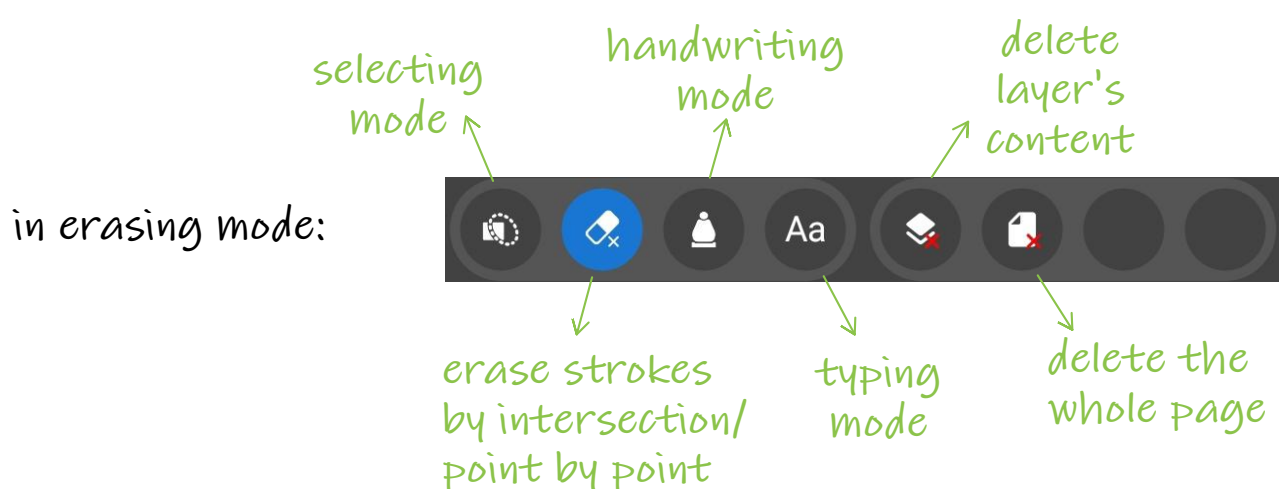 selecting
mode
handwriting
mode
delete
layer's
content
in erasing mode:
Aa
erase strokes
by intersection/
point by point
typing
mode
delete the
whole page